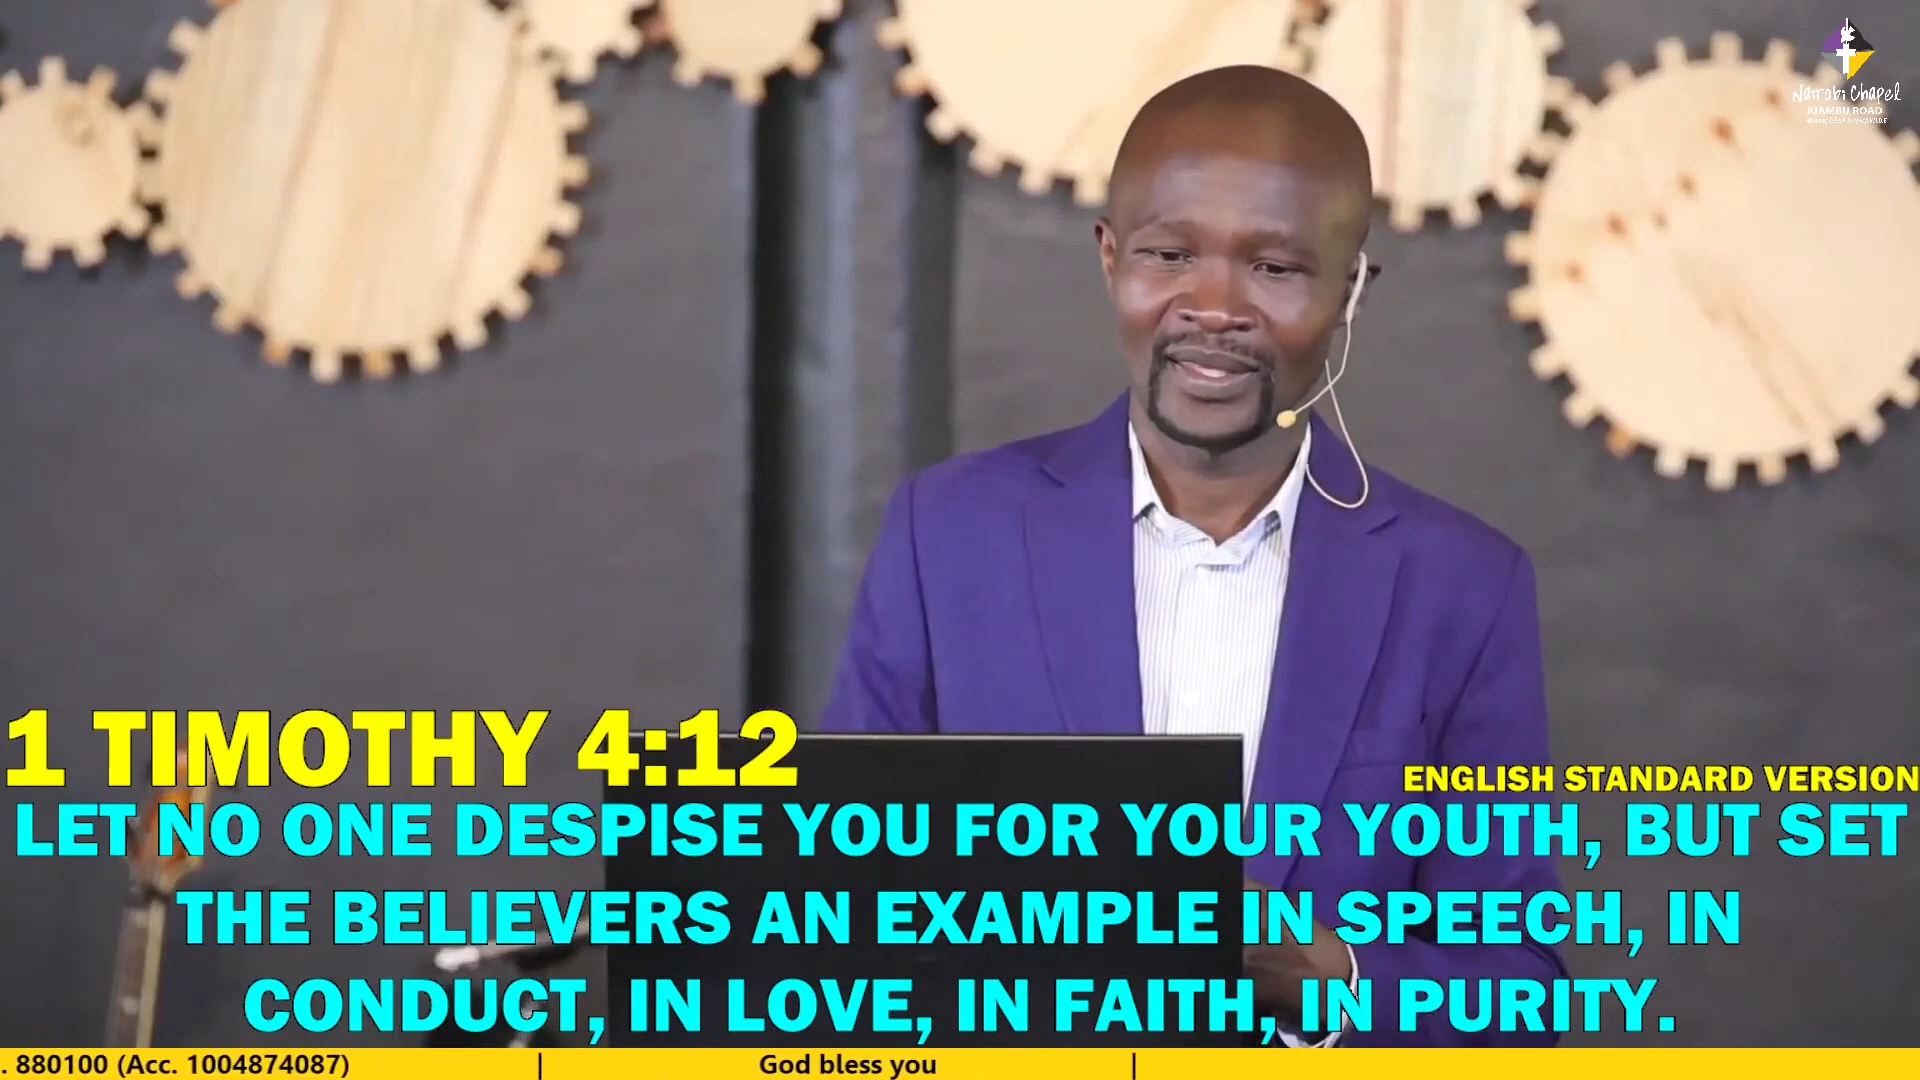 Nairobi Chapel
KIAMBU ROAD
1 TIMOTHY 4:12
ENGLISH STANDARD VERSION
LET NO ONE DESPISE YOU FOR YOUR YOUTH, BUT SET
THE BELIEVERS AN EXAMPLE IN SPEECH, IN
CONDUCT, IN LOVE, IN FAITH, IN PURITY.
. 880100 (Acc. 1004874087) | God bless you |